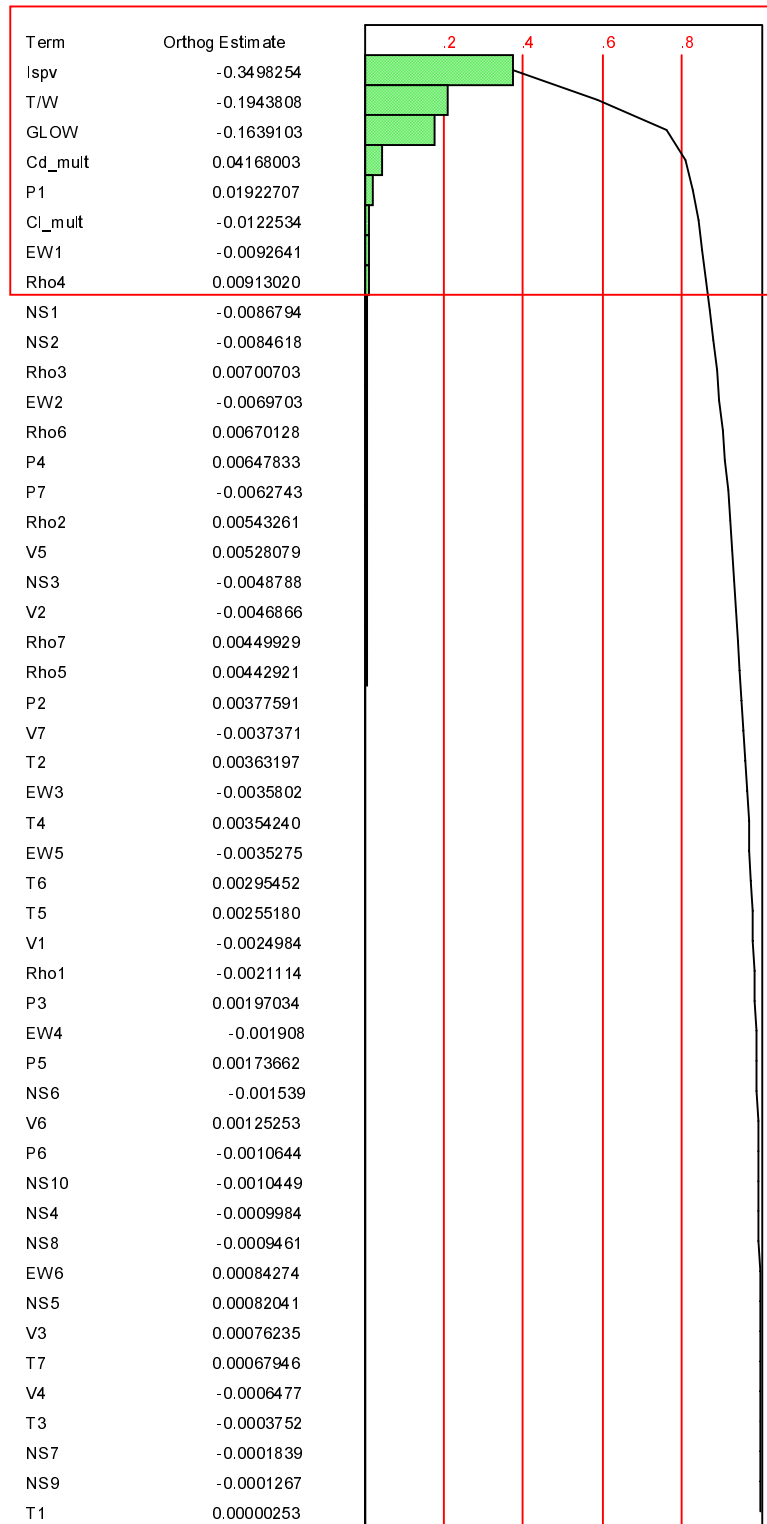 Term Orthog Estimate .2 .4 .6 .8
Ispv -0.3498254
T/W -0.1943808
GLOW -0.1639103
Cd_mult 0.04168003
P1 0.01922707
Cl_mult -0.0122534
EW1 -0.0092641
Rho4 0.00913020
NS1 -0.0086794
NS2 -0.0084618
Rho3 0.00700703
EW2 -0.0069703
Rho6 0.00670128
P4 0.00647833
P7 -0.0062743
Rho2 0.00543261
V5 0.00528079
NS3 -0.0048788
V2 -0.0046866
Rho7 0.00449929
Rho5 0.00442921
P2 0.00377591
V7 -0.0037371
T2 0.00363197
EW3 -0.0035802
T4 0.00354240
EW5 -0.0035275
T6 0.00295452
T5 0.00255180
V1 -0.0024984
Rho1 -0.0021114
P3 0.00197034
EW4 -0.001908
P5 0.00173662
NS6 -0.001539
V6 0.00125253
P6 -0.0010644
NS10 -0.0010449
NS4 -0.0009984
NS8 -0.0009461
EW6 0.00084274
NS5 0.00082041
V3 0.00076235
T7 0.00067946
V4 -0.0006477
T3 -0.0003752
NS7 -0.0001839
NS9 -0.0001267
T1 0.00000253